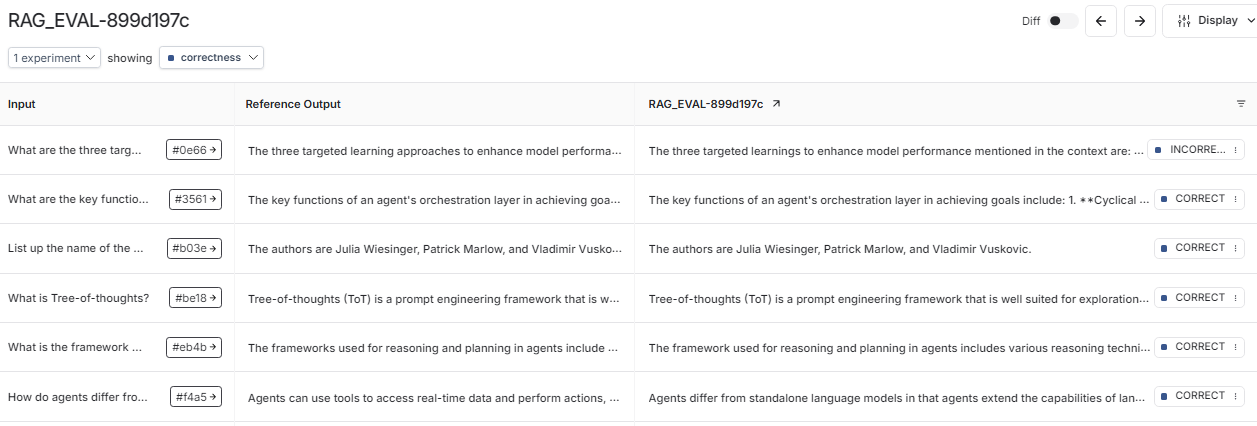 RAG_EVAL-899d197c
Diff
Display
1 experiment showing correctness
Input Reference Output RAG_EVAL-899d197c
What are the three targ... #0e66 The three targeted learning approaches to enhance model performa... The three targeted learnings to enhance model performance mentioned in the context are: ... INCORRE...
What are the key functio... #3561 The key functions of an agent's orchestration layer in achieving goa... The key functions of an agent's orchestration layer in achieving goals include: 1. **Cyclical ... CORRECT
List up the name of the ... #b03e The authors are Julia Wiesinger, Patrick Marlow, and Vladimir Vusko... The authors are Julia Wiesinger, Patrick Marlow, and Vladimir Vuskovic. CORRECT
What is Tree-of-thoughts? #be18 Tree-of-thoughts (ToT) is a prompt engineering framework that is w... Tree-of-thoughts (ToT) is a prompt engineering framework that is well suited for exploration... CORRECT
What is the framework ... #eb4b The frameworks used for reasoning and planning in agents include ... The framework used for reasoning and planning in agents includes various reasoning techni... CORRECT
How do agents differ fro... #f4a5 Agents can use tools to access real-time data and perform actions, ... Agents differ from standalone language models in that agents extend the capabilities of lan... CORRECT